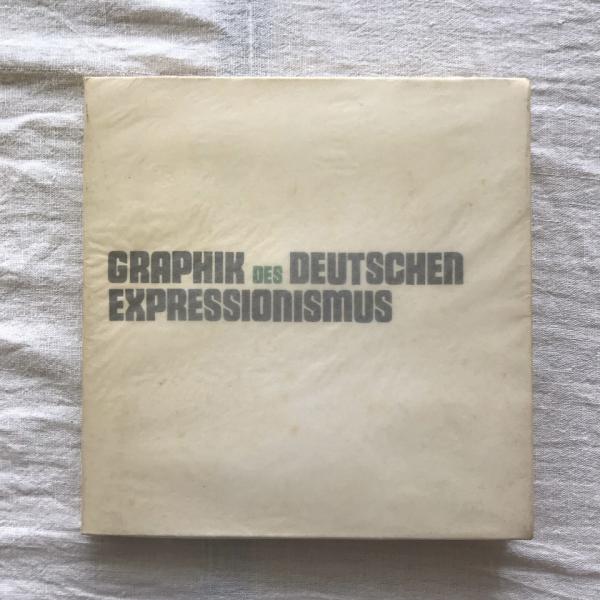 GRAPHIK DES DEUTSCHEN
EXPRESSIONISMUS